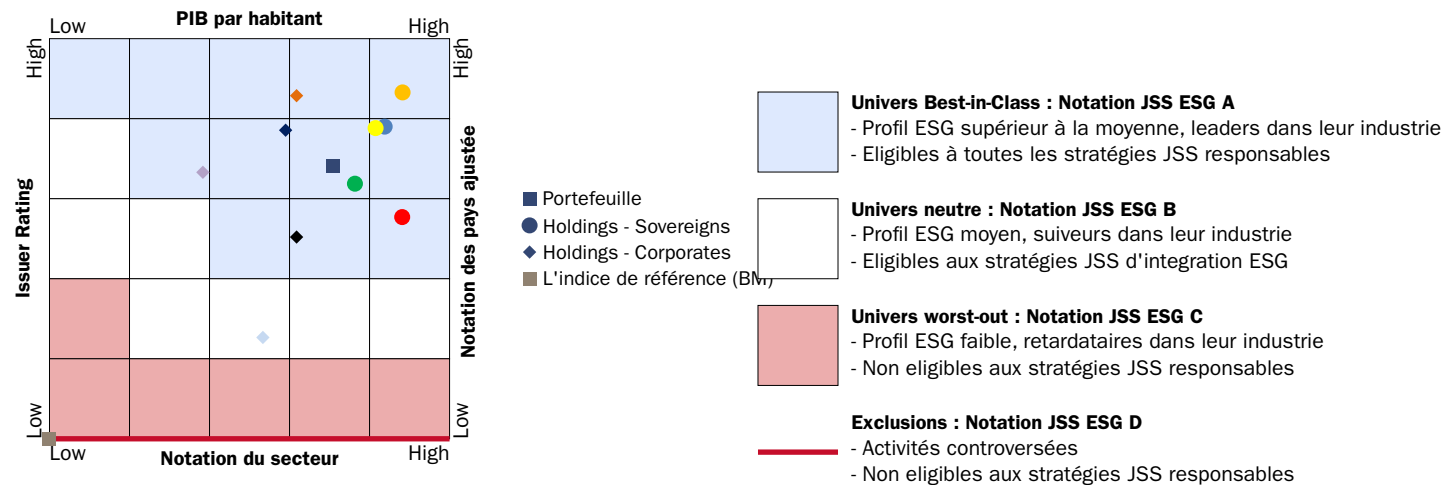 PIB par habitant
Low
High
High
High
Issuer Rating
Notation des pays ajustée
Low
Low
Low
High
Notation du secteur
Portefeuille
Holdings - Sovereigns
Holdings - Corporates
L'indice de référence (BM)
Univers Best-in-Class : Notation JSS ESG A
- Profil ESG supérieur à la moyenne, leaders dans leur industrie
- Eligibles à toutes les stratégies JSS responsables
Univers neutre : Notation JSS ESG B
- Profil ESG moyen, suiveurs dans leur industrie
- Eligibles aux stratégies JSS d'integration ESG
Univers worst-out : Notation JSS ESG C
- Profil ESG faible, retardataires dans leur industrie
- Non eligibles aux stratégies JSS responsables
Exclusions : Notation JSS ESG D
- Activités controversées
- Non eligibles aux stratégies JSS responsables